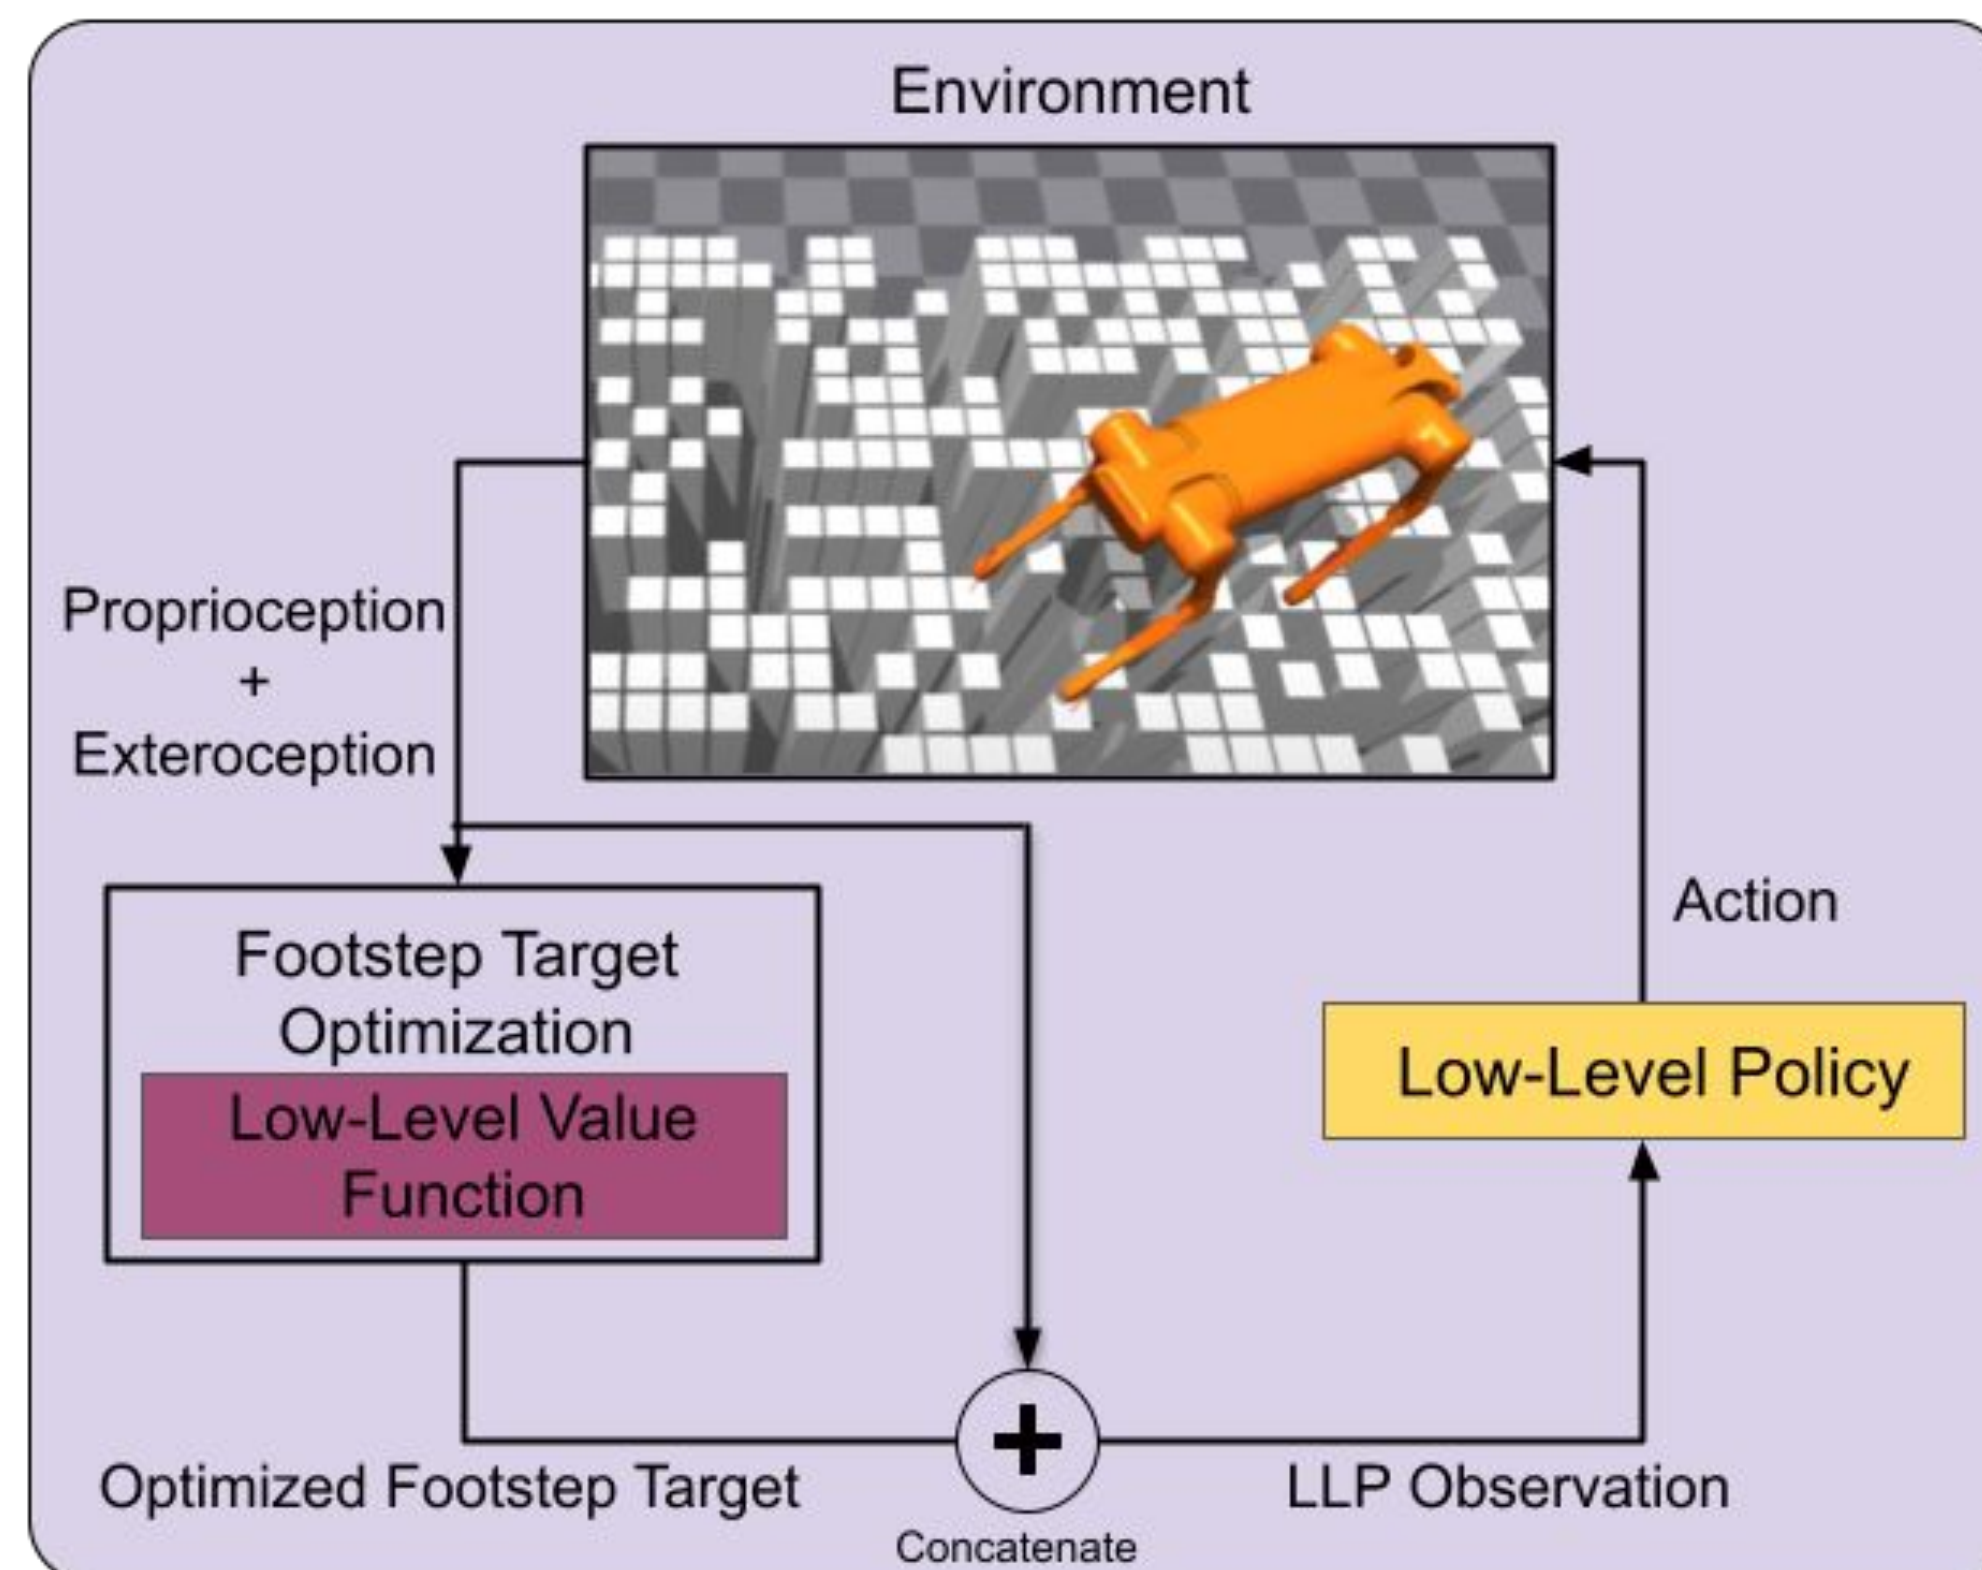 Environment
Proprioception
+
Exteroception
Footstep Target
Optimization
Low-Level Value
Function
Action
Low-Level Policy
Optimized Footstep Target
+
LLP Observation
Concatenate